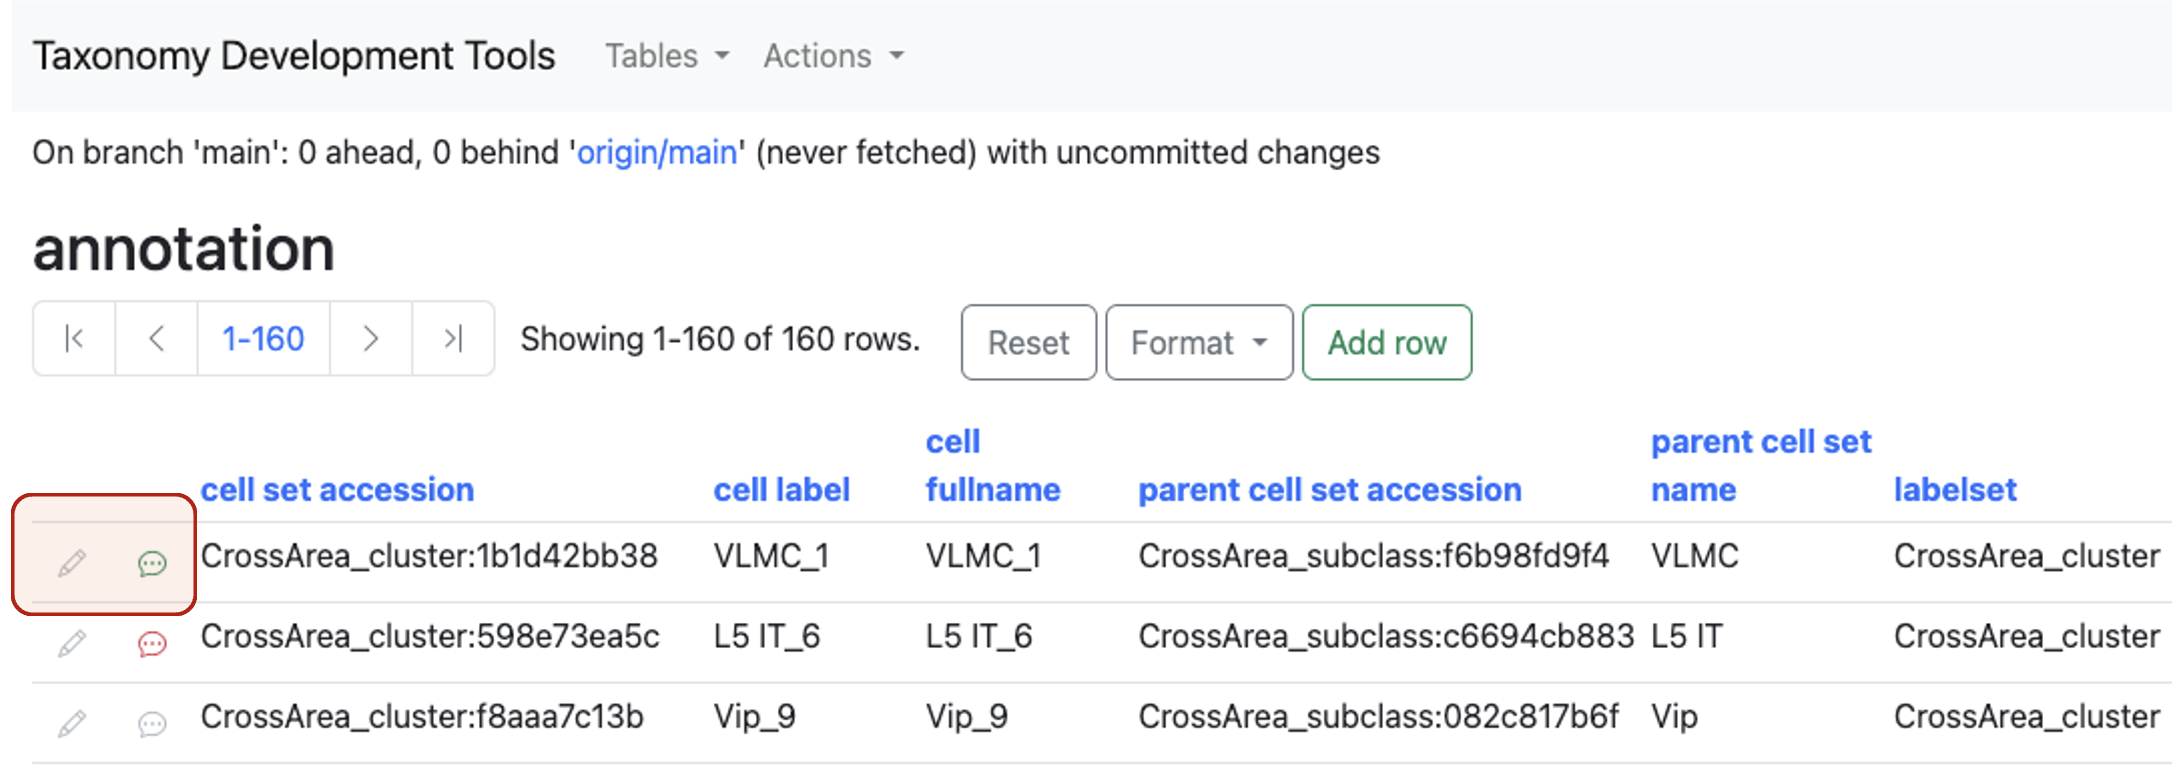 Taxonomy Development Tools Tables Actions
On branch 'main': 0 ahead, 0 behind 'origin/main' (never fetched) with uncommitted changes
annotation
1-160 Showing 1-160 of 160 rows. Reset Format Add row
cell set accession cell label cell fullname parent cell set accession parent cell set name labelset
CrossArea_cluster:1b1d42bb38 VLMC_1 VLMC_1 CrossArea_subclass:f6b98fd9f4 VLMC CrossArea_cluster
CrossArea_cluster:598e73ea5c L5 IT_6 L5 IT_6 CrossArea_subclass:c6694cb883 L5 IT CrossArea_cluster
CrossArea_cluster:f8aaa7c13b Vip_9 Vip_9 CrossArea_subclass:082c817b6f Vip CrossArea_cluster